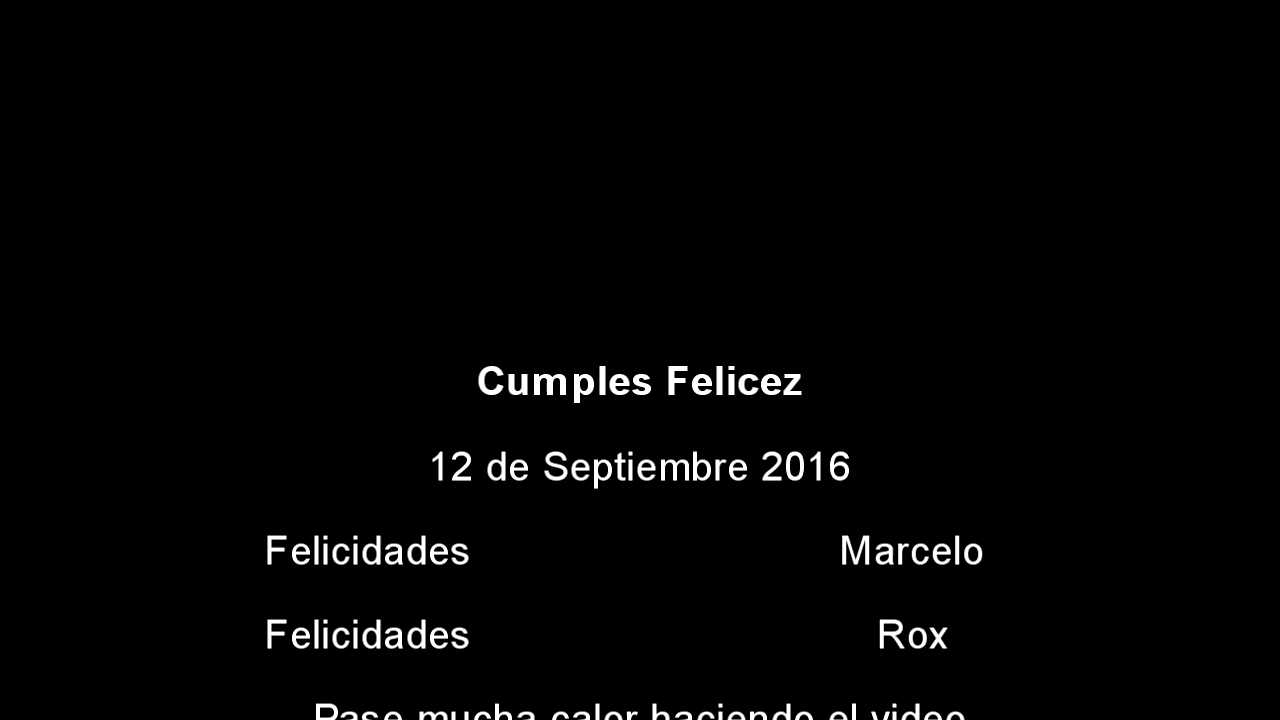 Cumples Felicez
12 de Septiembre 2016
Felicidades Marcelo
Felicidades Rox
Pase mucha calor haciendo el video